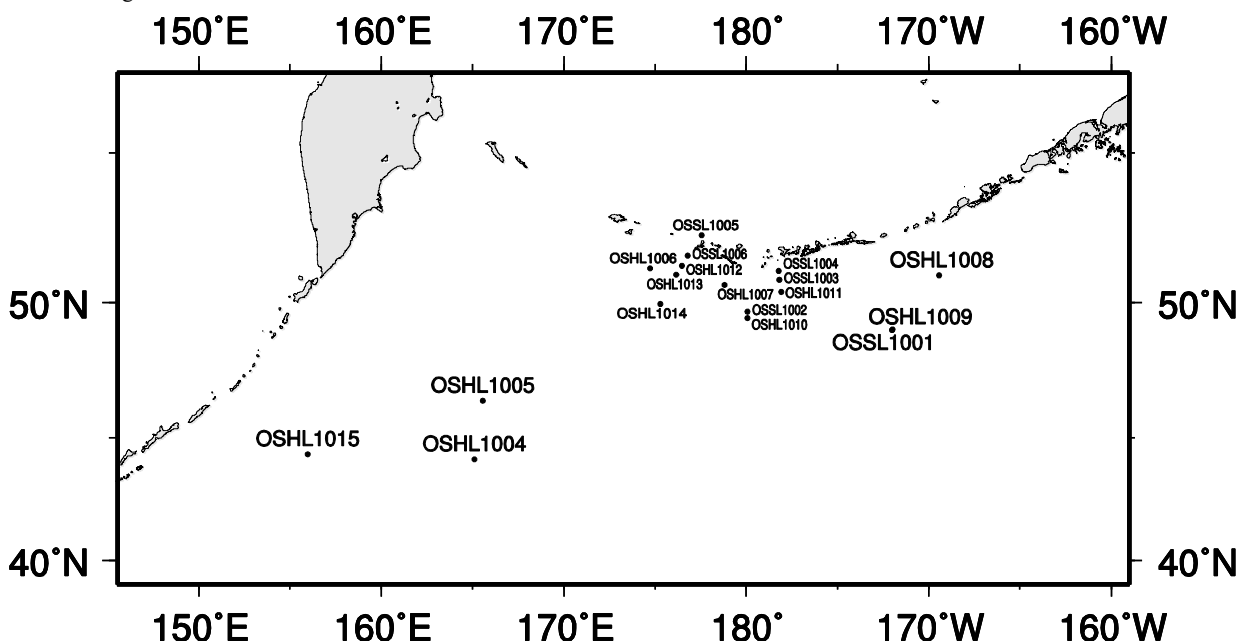 150°E 160°E 170°E 180° 170°W 160°W
OSSL1005
OSHL1006 OSSL1006
OSHL1012
OSHL1013
OSSL1004
OSSL1003
OSHL1008
OSHL1007 OSHL1011
50°N 50°N
OSHL1014 OSSL1002
OSHL1010
OSHL1009
OSSL1001
OSHL1005
OSHL1015 OSHL1004
40°N 40°N
150°E 160°E 170°E 180° 170°W 160°W